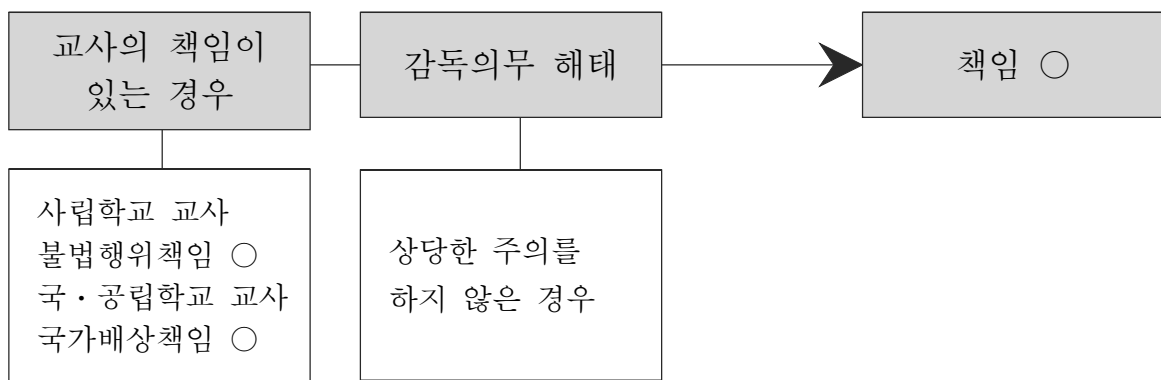 교사의 책임이
있는 경우
감독의무 해태
책임 ○
사립학교 교사
불법행위책임 ○
국・공립학교 교사
국가배상책임 ○
상당한 주의를
하지 않은 경우